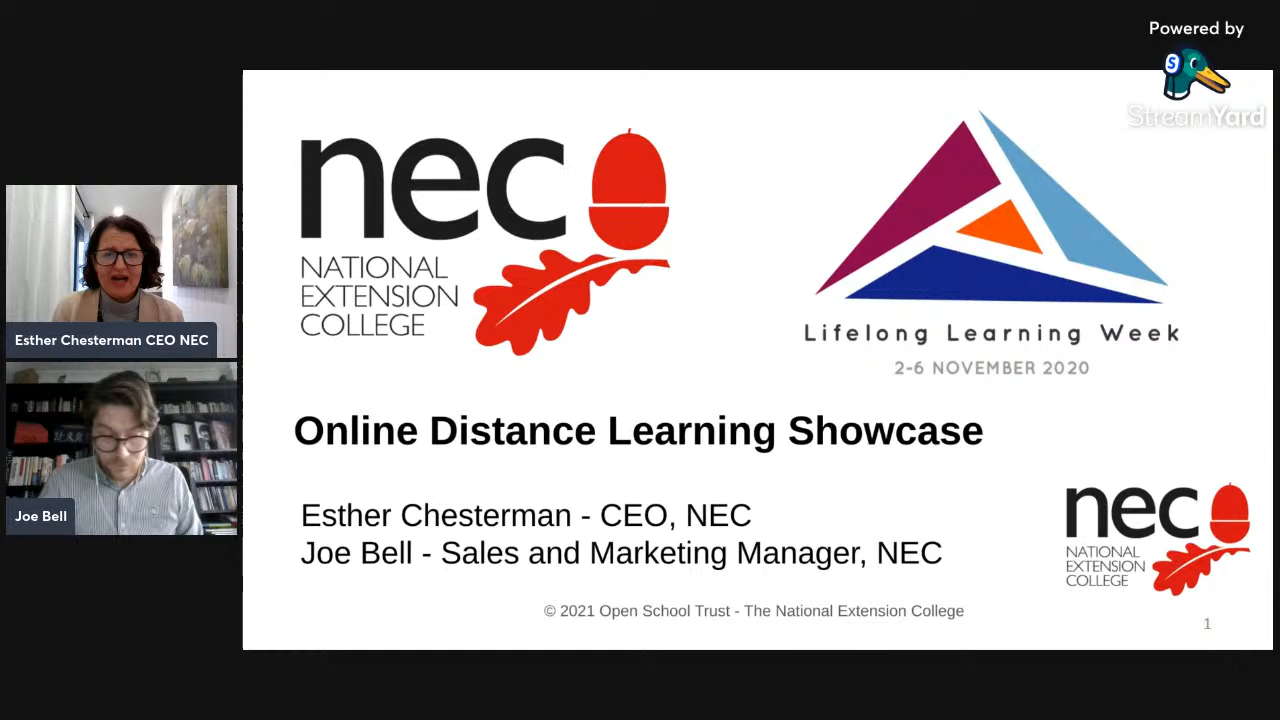 Powered by
S
StreamYard
nec
NATIONAL
EXTENSION
COLLEGE
Lifelong Learning Week
2-6 NOVEMBER 2020
Esther Chesterman CEO NEC
Joe Bell
Online Distance Learning Showcase
Esther Chesterman - CEO, NEC
Joe Bell - Sales and Marketing Manager, NEC
nec
NATIONAL
EXTENSION
COLLEGE
© 2021 Open School Trust - The National Extension College
1